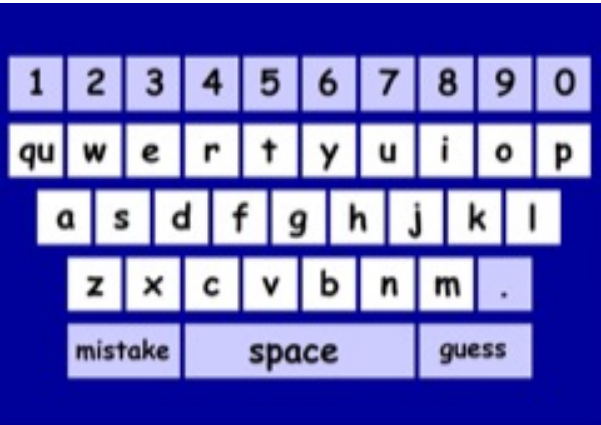 1 2 3 4 5 6 7 8 9 0
qu w e r t y u i o p
a s d f g h j k l
z x c v b n m .
mistake space guess